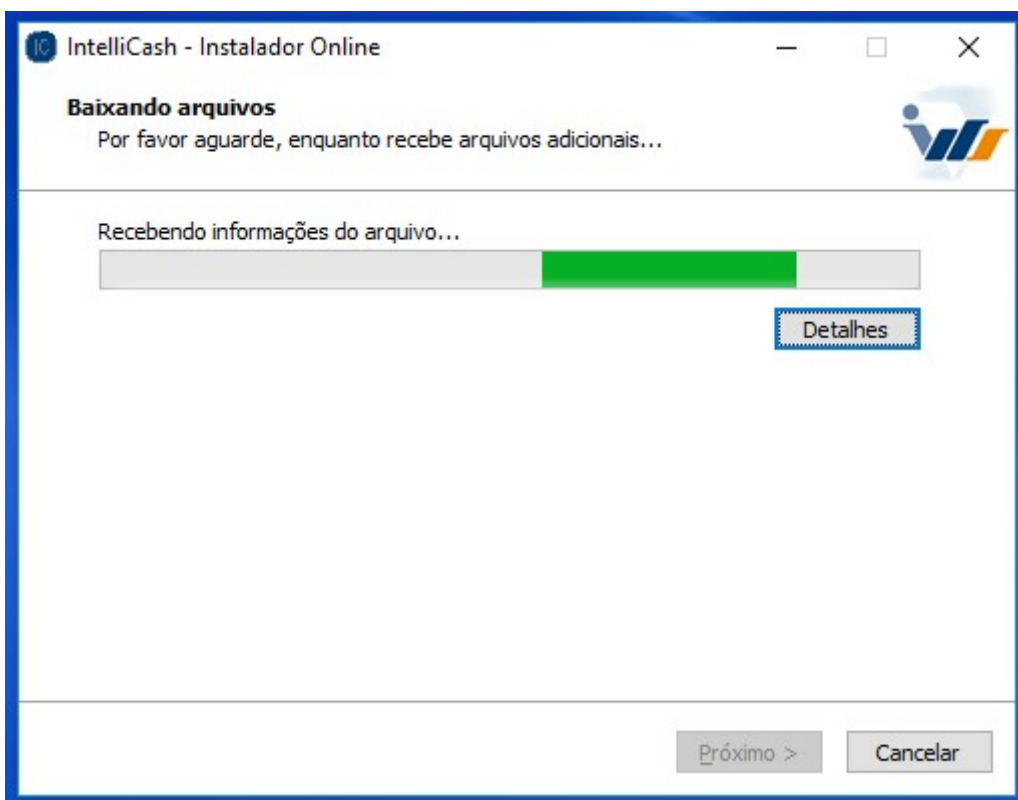 IntelliCash - Instalador Online
Baixando arquivos
Por favor aguarde, enquanto recebe arquivos adicionais...
Recebendo informações do arquivo...
Detalhes
Próximo >
Cancelar